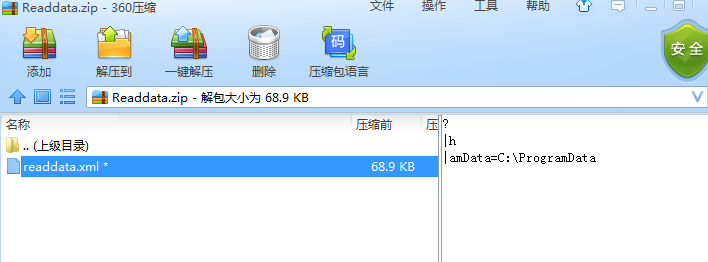 Readdata.zip - 360压缩
文件 操作 工具 帮助
添加 解压到 一键解压 删除 压缩包语言
码
安全
Readdata.zip - 解包大小为 68.9 KB
名称 压缩前 压
.. (上级目录)
readdata.xml * 68.9 KB
?
|h
|amData=C:\ProgramData